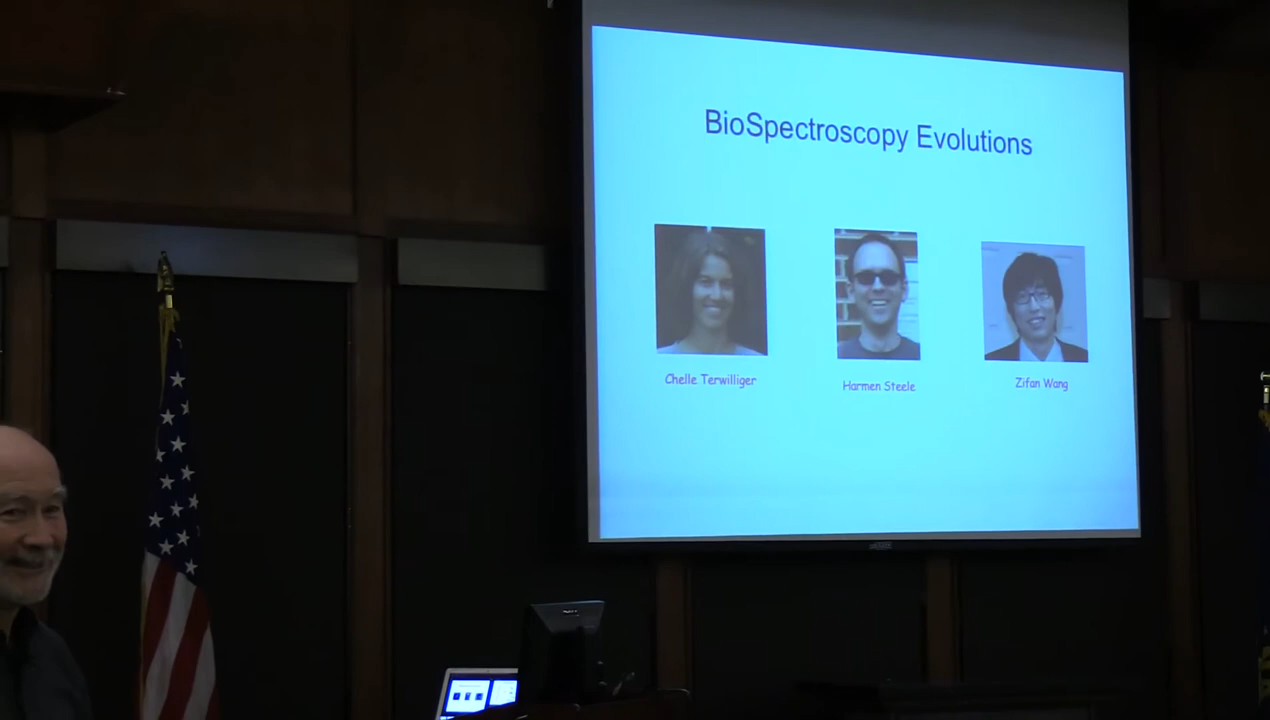 BioSpectroscopy Evolutions
Chelle Terwilliger
Harmen Steele
Zifan Wang